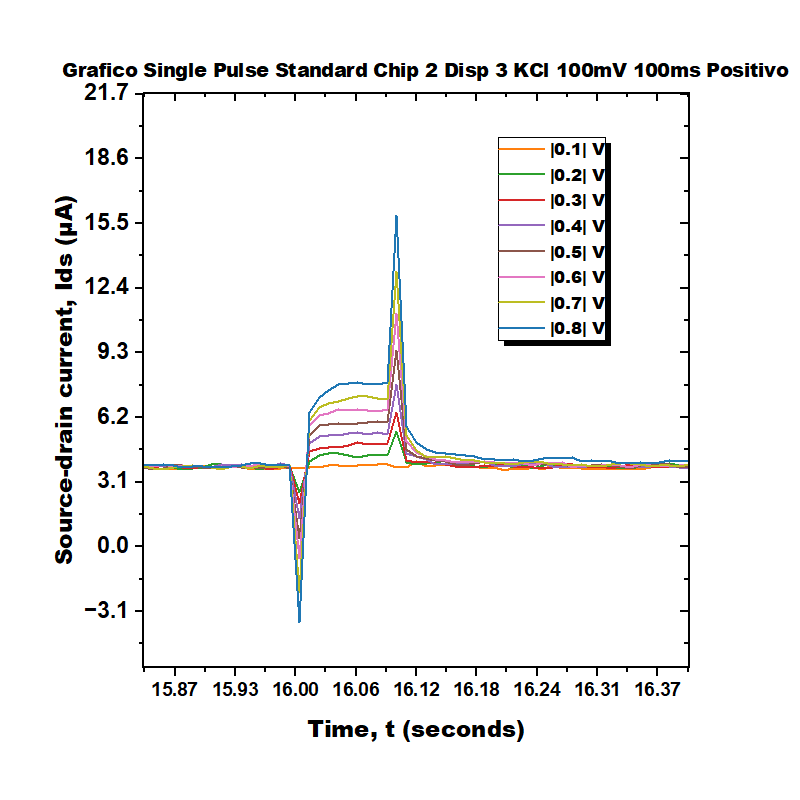 Grafico Single Pulse Standard Chip 2 Disp 3 KCl 100mV 100ms Positivo
21.7
18.6
15.5
12.4
9.3
6.2
3.1
0.0
−3.1
Source-drain current, Ids (µA)
|0.1| V
|0.2| V
|0.3| V
|0.4| V
|0.5| V
|0.6| V
|0.7| V
|0.8| V
15.87 15.93 16.00 16.06 16.12 16.18 16.24 16.31 16.37
Time, t (seconds)